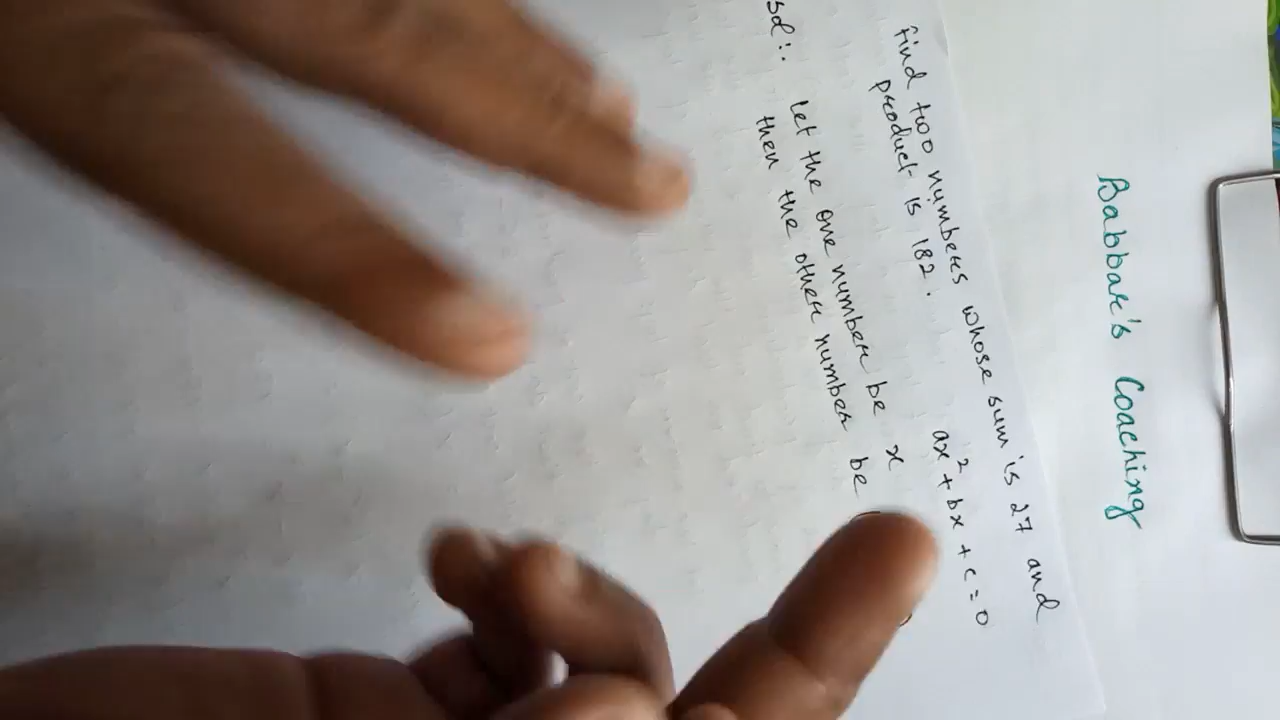 Babbar's Coaching
find two numbers whose sum is 27 and
product is 182.
ax² + bx + c = 0
sol:. let the one number be x
then the other number be